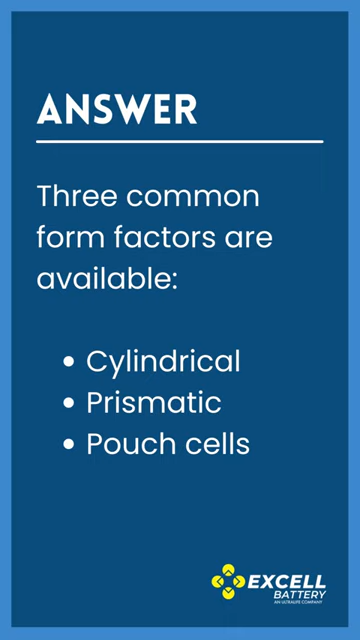 ANSWER
Three common
form factors are
available:
• Cylindrical
• Prismatic
• Pouch cells
EXCELL
BATTERY
AN ULTRALIFE COMPANY